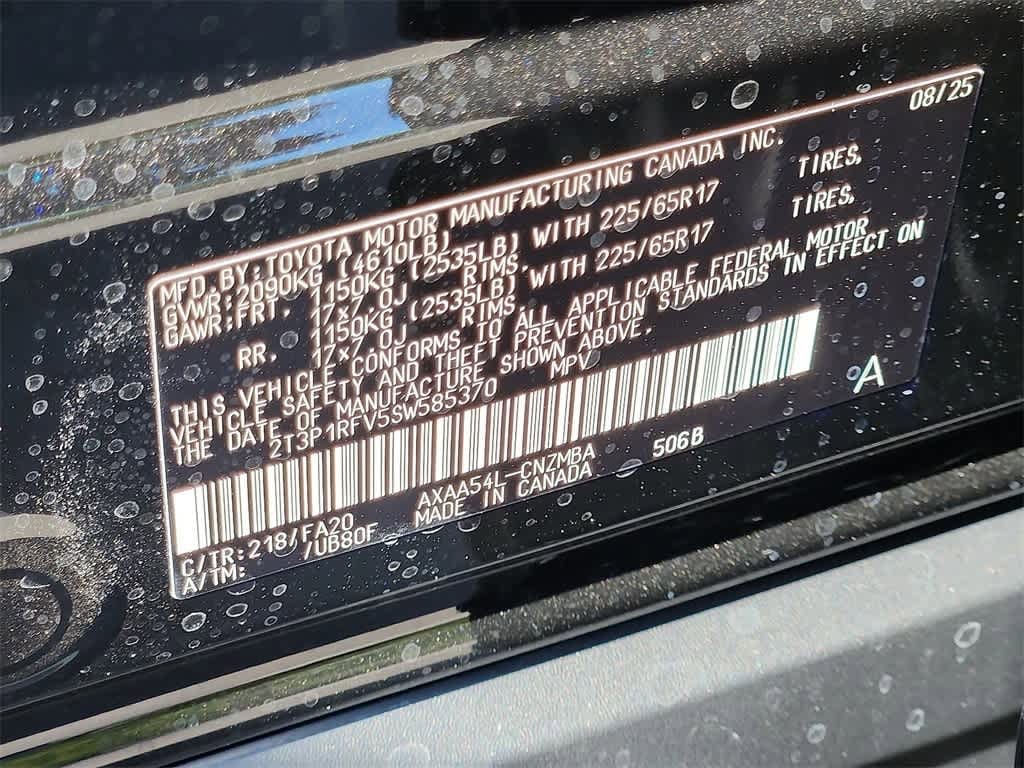 08/25
MFD.BY:TOYOTA MOTOR MANUFACTURING CANADA INC.
GVWR:2090KG (4610LB)
GAWR:FRT. 1150KG (2535LB) WITH 225/65R17 TIRES,
17x7.0J RIMS.
RR. 1150KG (2535LB) WITH 225/65R17 TIRES,
17x7.0J RIMS.
THIS VEHICLE CONFORMS TO ALL APPLICABLE FEDERAL MOTOR
VEHICLE SAFETY AND THEFT PREVENTION STANDARDS IN EFFECT ON
THE DATE OF MANUFACTURE SHOWN ABOVE.
2T3P1RFV5SW585370 MPV
A
C/TR:218/FA20 AXAA54L-CNZMBA 506B
A/TM: /UB80F MADE IN CANADA